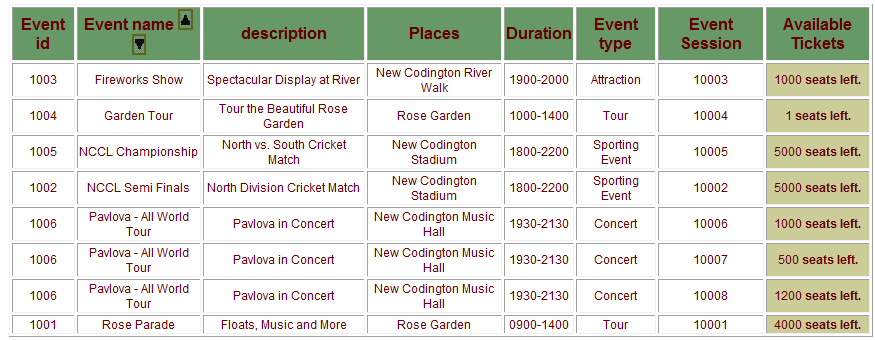 Event id Event name ▲ ▼ description Places Duration Event type Event Session Available Tickets
1003 Fireworks Show Spectacular Display at River New Codington River Walk 1900-2000 Attraction 10003 1000 seats left.
1004 Garden Tour Tour the Beautiful Rose Garden Rose Garden 1000-1400 Tour 10004 1 seats left.
1005 NCCL Championship North vs. South Cricket Match New Codington Stadium 1800-2200 Sporting Event 10005 5000 seats left.
1002 NCCL Semi Finals North Division Cricket Match New Codington Stadium 1800-2200 Sporting Event 10002 5000 seats left.
1006 Pavlova - All World Tour Pavlova in Concert New Codington Music Hall 1930-2130 Concert 10006 1000 seats left.
1006 Pavlova - All World Tour Pavlova in Concert New Codington Music Hall 1930-2130 Concert 10007 500 seats left.
1006 Pavlova - All World Tour Pavlova in Concert New Codington Music Hall 1930-2130 Concert 10008 1200 seats left.
1001 Rose Parade Floats, Music and More Rose Garden 0900-1400 Tour 10001 4000 seats left.